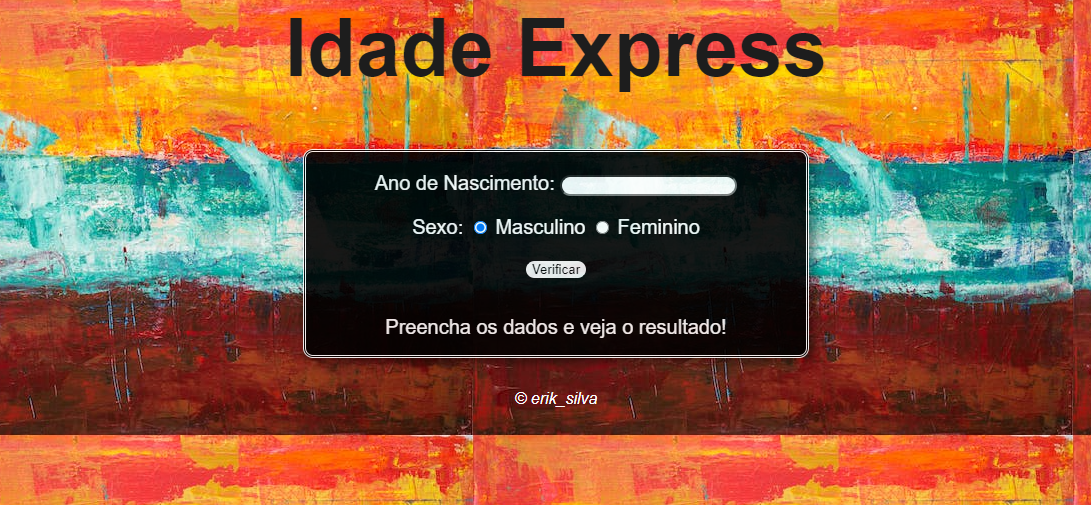 Idade Express
Ano de Nascimento:
Sexo: Masculino Feminino
Verificar
Preencha os dados e veja o resultado!
© erik_silva